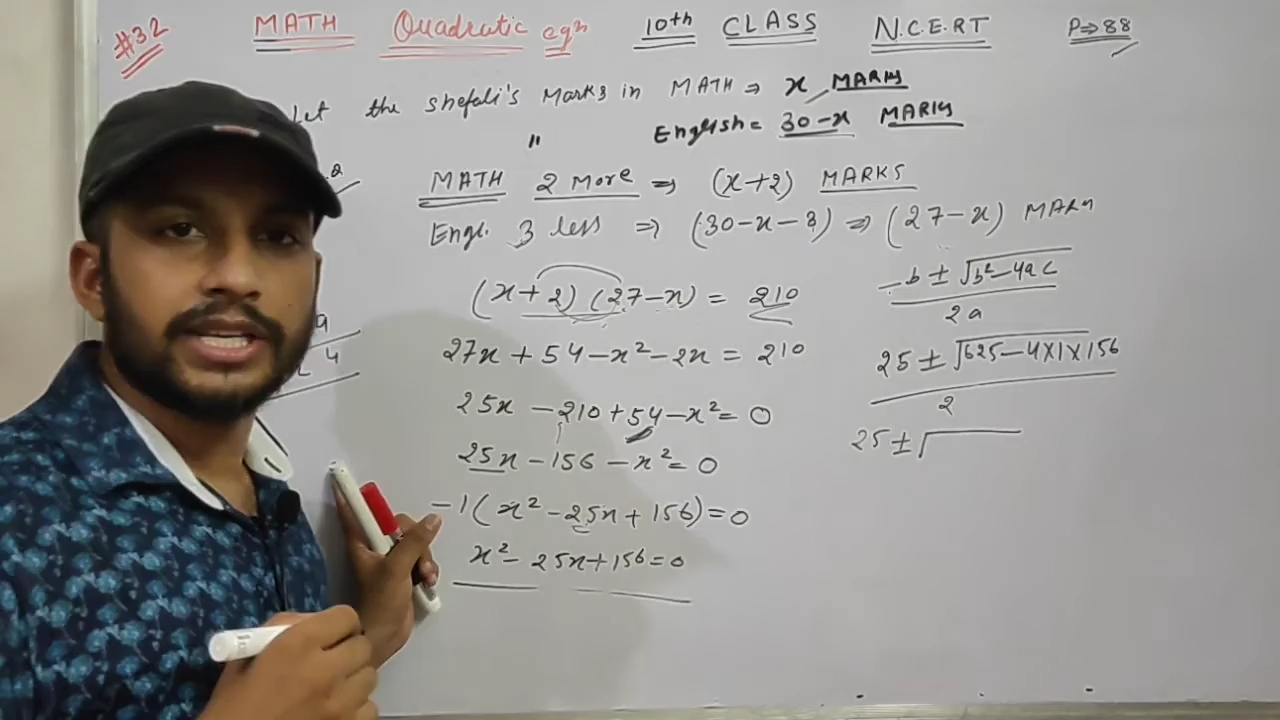 #32 MATH Quadratic eqn 10th CLASS N.C.E.RT P⇒88
Let the Shefali's Marks in MATH ⇒ x MARKS
" English = 30-x MARKS
MATH 2 More ⇒ (x+2) MARKS
Engl. 3 less ⇒ (30-x-3) ⇒ (27-x) MARK
(x+2) (27-x) = 210
27x + 54 - x² - 2x = 210
25x - 210 + 54 - x² = 0
25x - 156 - x² = 0
-1(x² - 25x + 156) = 0
x² - 25x + 156 = 0
-b ± √b² - 4ac
2a
25 ± √625 - 4×1×156
2
25 ± √